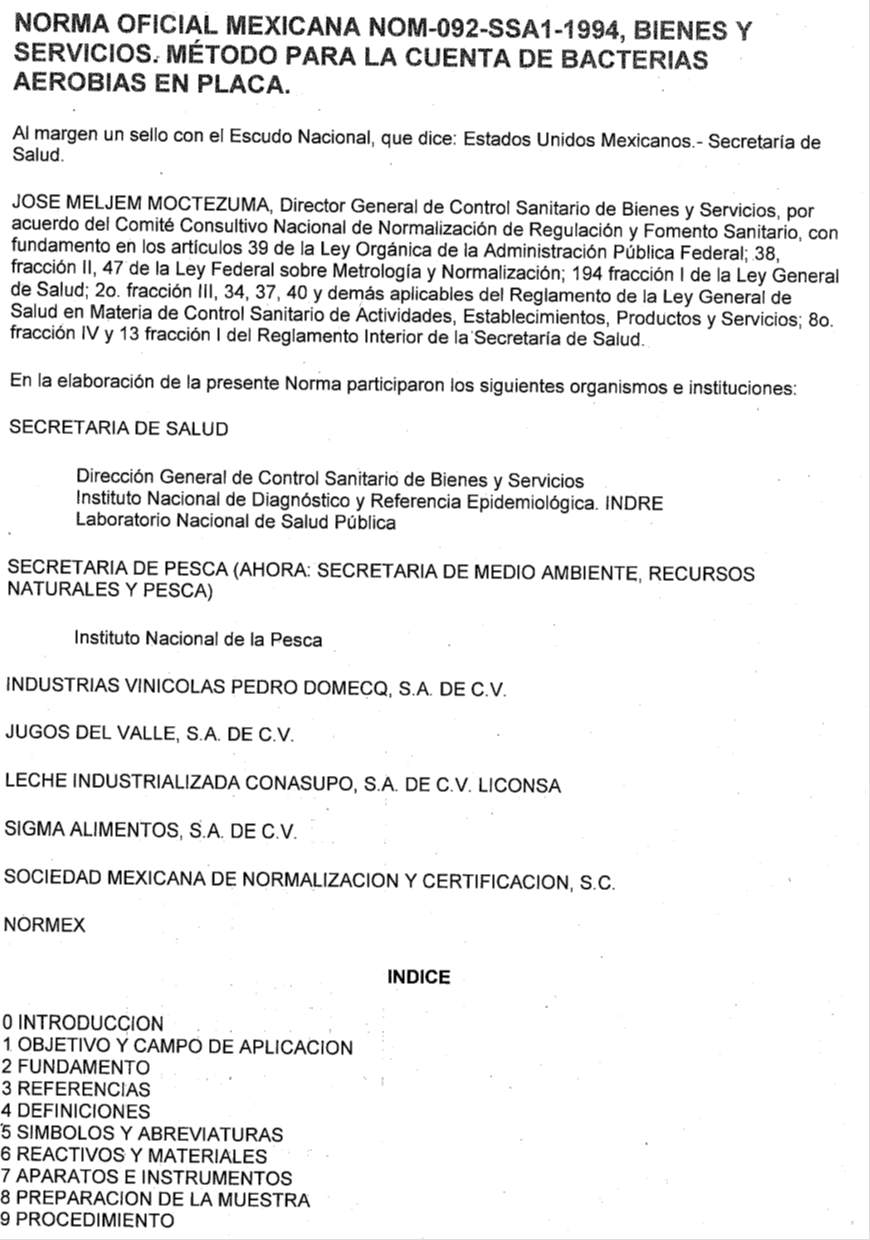 NORMA OFICIAL MEXICANA NOM-092-SSA1-1994, BIENES Y
SERVICIOS. MÉTODO PARA LA CUENTA DE BACTERIAS
AEROBIAS EN PLACA.
Al margen un sello con el Escudo Nacional, que dice: Estados Unidos Mexicanos.- Secretaría de
Salud.
JOSE MELJEM MOCTEZUMA, Director General de Control Sanitario de Bienes y Servicios, por
acuerdo del Comité Consultivo Nacional de Normalización de Regulación y Fomento Sanitario, con
fundamento en los artículos 39 de la Ley Orgánica de la Administración Pública Federal; 38,
fracción II, 47 de la Ley Federal sobre Metrología y Normalización; 194 fracción I de la Ley General
de Salud; 2o. fracción III, 34, 37, 40 y demás aplicables del Reglamento de la Ley General de
Salud en Materia de Control Sanitario de Actividades, Establecimientos, Productos y Servicios; 8o.
fracción IV y 13 fracción I del Reglamento Interior de la Secretaría de Salud.
En la elaboración de la presente Norma participaron los siguientes organismos e instituciones:
SECRETARIA DE SALUD
Dirección General de Control Sanitario de Bienes y Servicios
Instituto Nacional de Diagnóstico y Referencia Epidemiológica. INDRE
Laboratorio Nacional de Salud Pública
SECRETARIA DE PESCA (AHORA: SECRETARIA DE MEDIO AMBIENTE, RECURSOS
NATURALES Y PESCA)
Instituto Nacional de la Pesca
INDUSTRIAS VINICOLAS PEDRO DOMECQ, S.A. DE C.V.
JUGOS DEL VALLE, S.A. DE C.V.
LECHE INDUSTRIALIZADA CONASUPO, S.A. DE C.V. LICONSA
SIGMA ALIMENTOS, S.A. DE C.V.
SOCIEDAD MEXICANA DE NORMALIZACION Y CERTIFICACION, S.C.
NORMEX
INDICE
0 INTRODUCCION
1 OBJETIVO Y CAMPO DE APLICACION
2 FUNDAMENTO
3 REFERENCIAS
4 DEFINICIONES
5 SIMBOLOS Y ABREVIATURAS
6 REACTIVOS Y MATERIALES
7 APARATOS E INSTRUMENTOS
8 PREPARACION DE LA MUESTRA
9 PROCEDIMIENTO